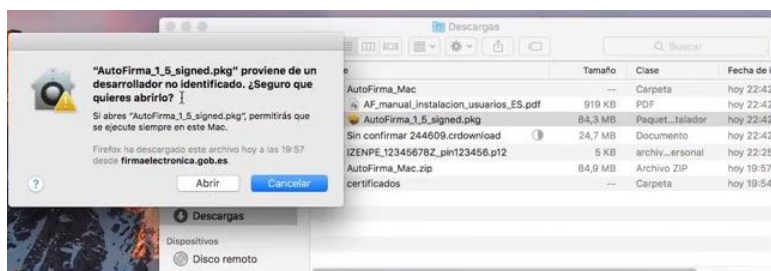 Descargas
Buscar
"AutoFirma_1_5_signed.pkg" proviene de un
desarrollador no identificado. ¿Seguro que
quieres abrirlo?
Si abres "AutoFirma_1_5_signed.pkg", permitirás que
se ejecute siempre en este Mac.
Firefox ha descargado este archivo hoy a las 19:57
desde firmaelectronica.gob.es.
?
Abrir
Cancelar
Descargas
Dispositivos
Disco remoto
e Tamaño Clase Fecha de
AutoFirma_Mac -- Carpeta hoy 22:42
AF_manual_instalacion_usuarios_ES.pdf 919 KB PDF hoy 22:42
AutoFirma_1_5_signed.pkg 84,3 MB Paquet...talador hoy 22:42
Sin confirmar 244609.crdownload 24,7 MB Documento hoy 22:42
IZENPE_12345678Z_pin123456.p12 5 KB archiv...ersonal hoy 22:25
AutoFirma_Mac.zip 84,9 MB Archivo ZIP hoy 19:57
certificados -- Carpeta hoy 19:54